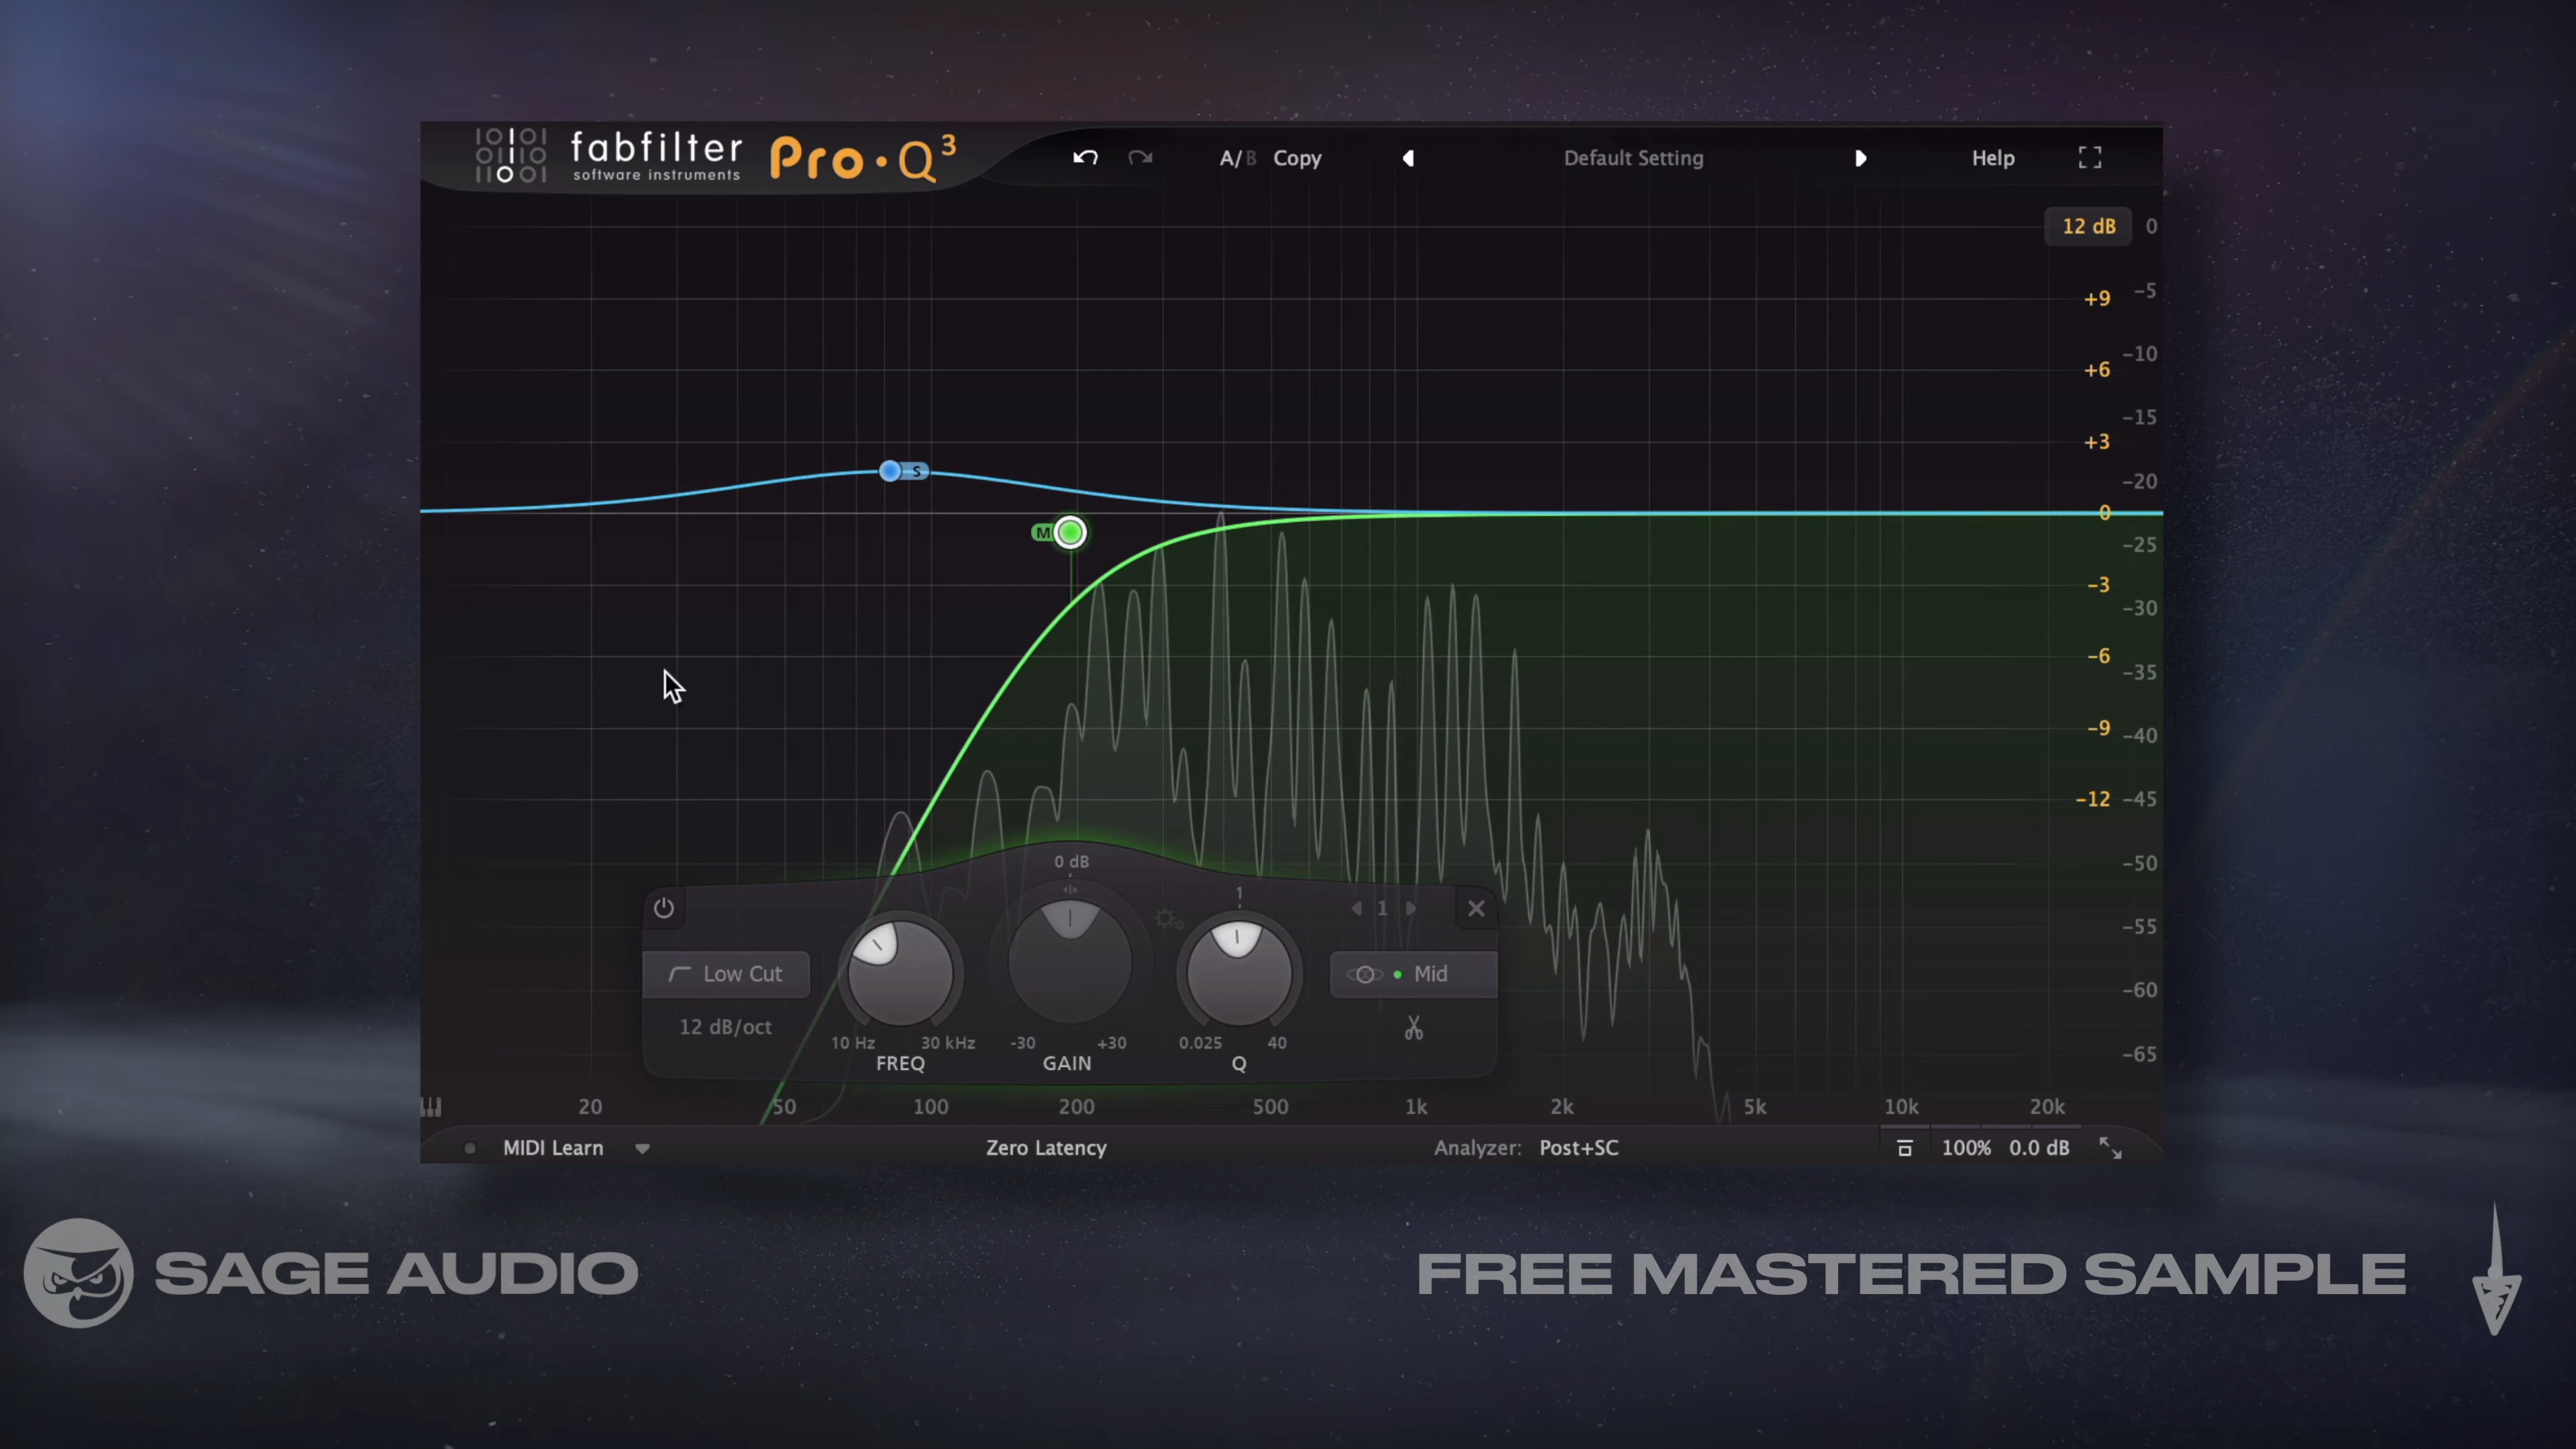 fabfilter
software instruments
Pro·Q³
A/B Copy
Default Setting
Help
12 dB 0
+9 -5
+6 -10
-15
+3
-20
0
-25
-3
-30
-6
-35
-9
-40
-12 -45
-50
-55
-60
-65
S
M
0 dB
1
1
Low Cut
Mid
12 dB/oct
10 Hz 30 kHz
-30 +30
0.025 40
FREQ
GAIN
Q
20 50 100 200 500 1k 2k 5k 10k 20k
MIDI Learn
Zero Latency
Analyzer: Post+SC
100% 0.0 dB
SAGE AUDIO
FREE MASTERED SAMPLE